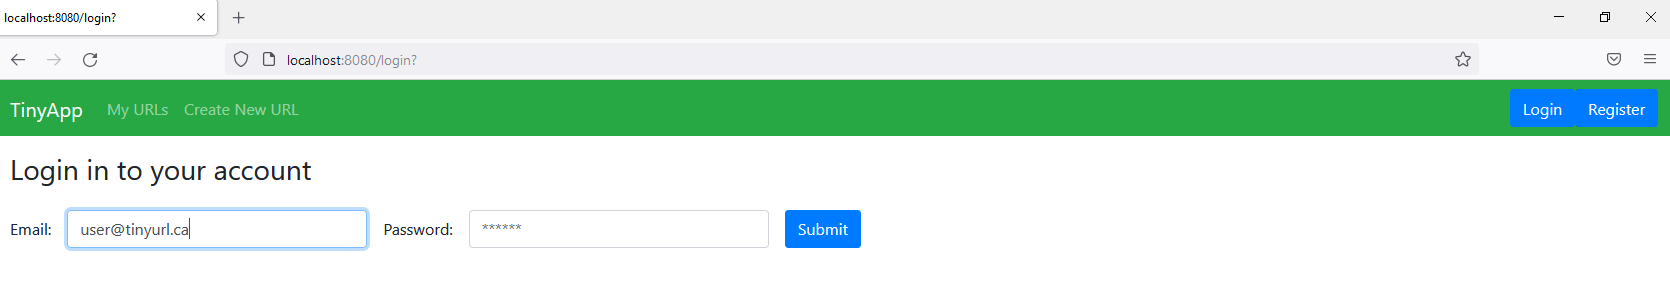 localhost:8080/login?
localhost:8080/login?
TinyApp My URLs Create New URL Login Register
Login in to your account
Email: user@tinyurl.ca Password: ****** Submit